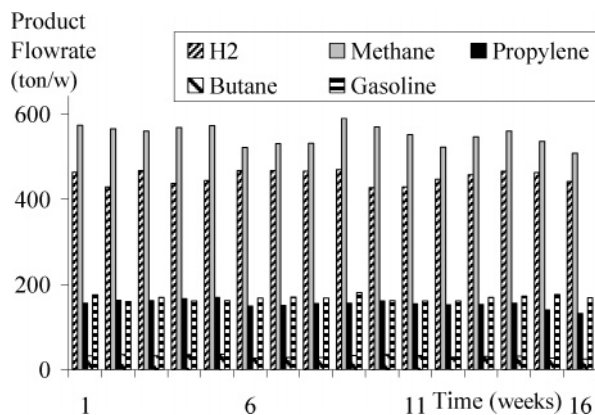 Product
Flowrate
(ton/w)
H2 Methane Propylene
Butane Gasoline
600
400
200
0
1 6 11 Time (weeks) 16